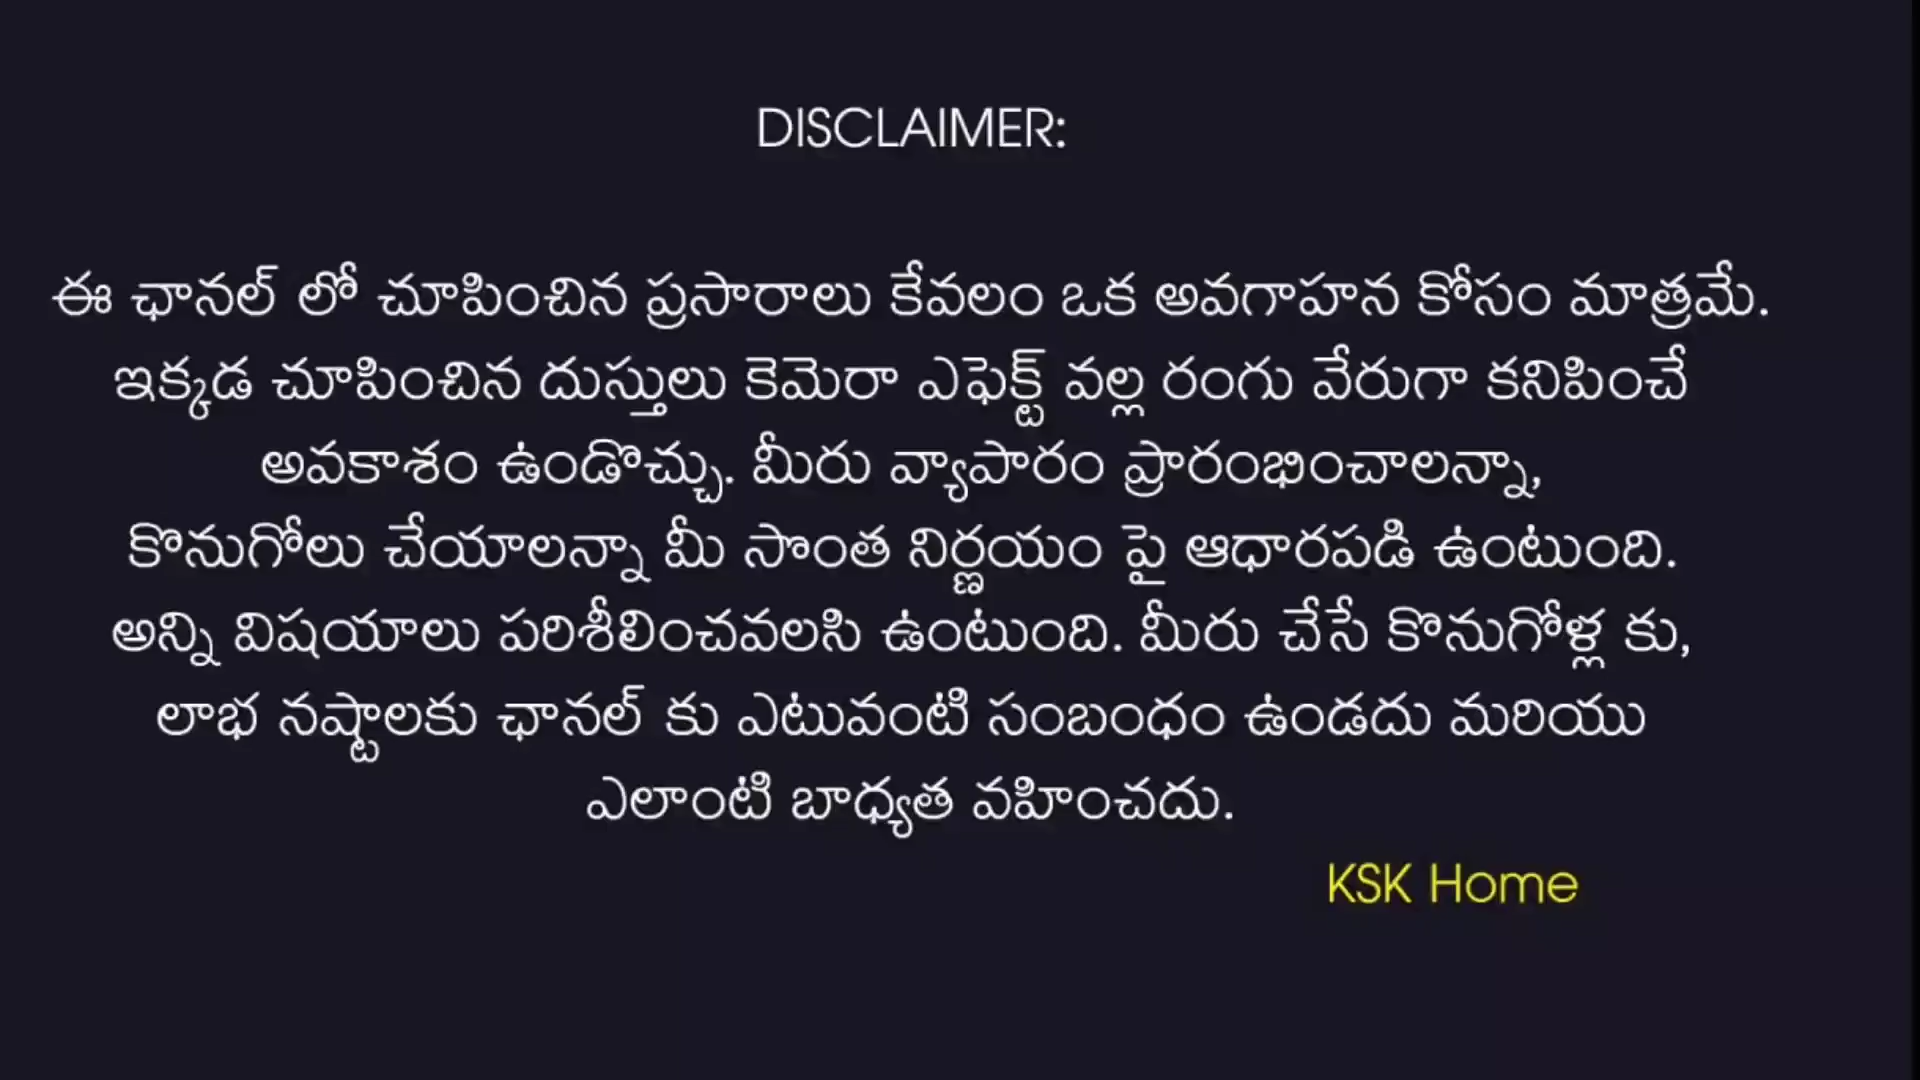 DISCLAIMER:
ఈ ఛానల్ లో చూపించిన ప్రసారాలు కేవలం ఒక అవగాహన కోసం మాత్రమే.
ఇక్కడ చూపించిన దుస్తులు కెమెరా ఎఫెక్ట్ వల్ల రంగు వేరుగా కనిపించే
అవకాశం ఉండొచ్చు. మీరు వ్యాపారం ప్రారంభించాలన్నా,
కొనుగోలు చేయాలన్నా మీ సొంత నిర్ణయం పై ఆధారపడి ఉంటుంది.
అన్ని విషయాలు పరిశీలించవలసి ఉంటుంది. మీరు చేసే కొనుగోళ్ల కు,
లాభ నష్టాలకు ఛానల్ కు ఎటువంటి సంబంధం ఉండదు మరియు
ఎలాంటి బాధ్యత వహించదు.
KSK Home